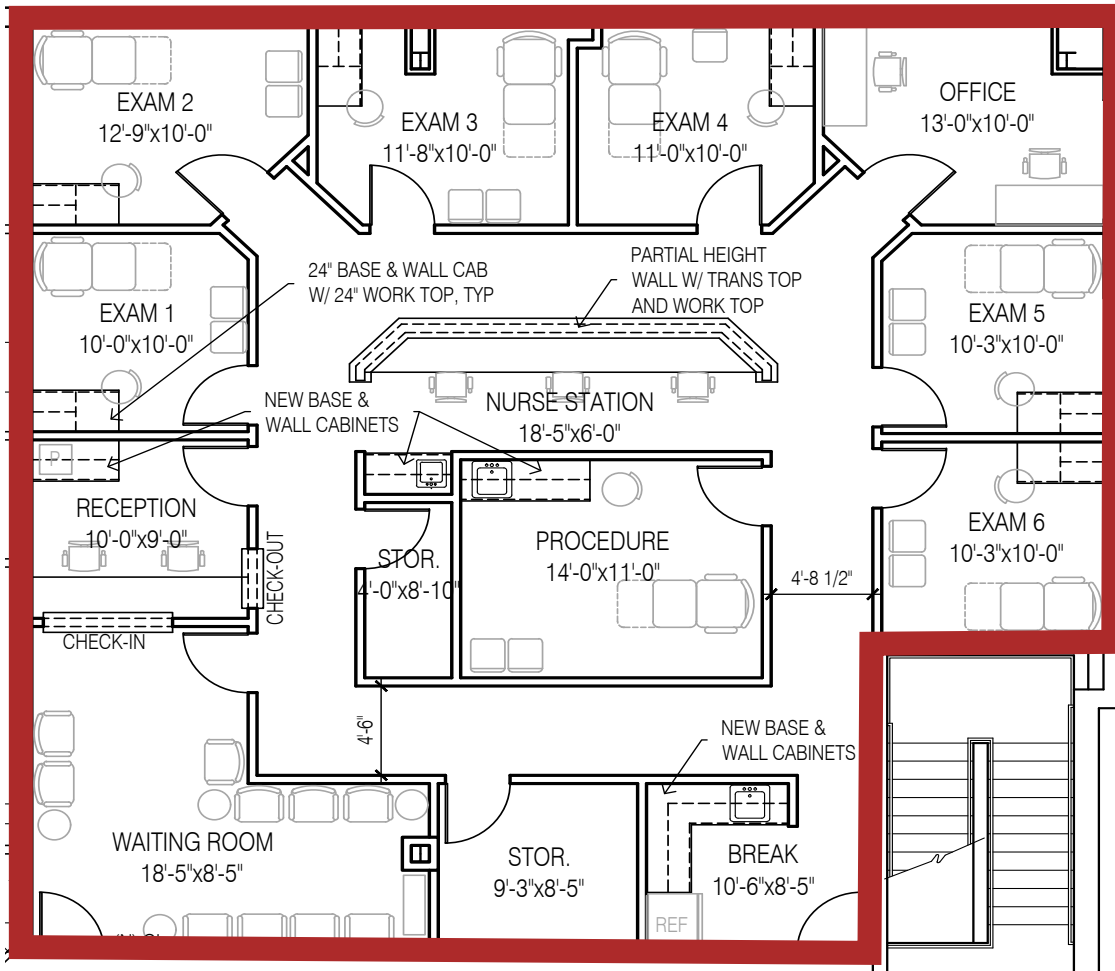 EXAM 2
12'-9"x10'-0"
EXAM 3
11'-8"x10'-0"
EXAM 4
11'-0"x10'-0"
OFFICE
13'-0"x10'-0"
24" BASE & WALL CAB
W/ 24" WORK TOP, TYP
PARTIAL HEIGHT
WALL W/ TRANS TOP
AND WORK TOP
EXAM 1
10'-0"x10'-0"
EXAM 5
10'-3"x10'-0"
NEW BASE &
WALL CABINETS
NURSE STATION
18'-5"x6'-0"
P
RECEPTION
10'-0"x9'-0"
CHECK-OUT
STOR.
4'-0"x8'-10"
PROCEDURE
14'-0"x11'-0"
4'-8 1/2"
EXAM 6
10'-3"x10'-0"
CHECK-IN
4'-6"
NEW BASE &
WALL CABINETS
WAITING ROOM
18'-5"x8'-5"
STOR.
9'-3"x8'-5"
BREAK
10'-6"x8'-5"
REF